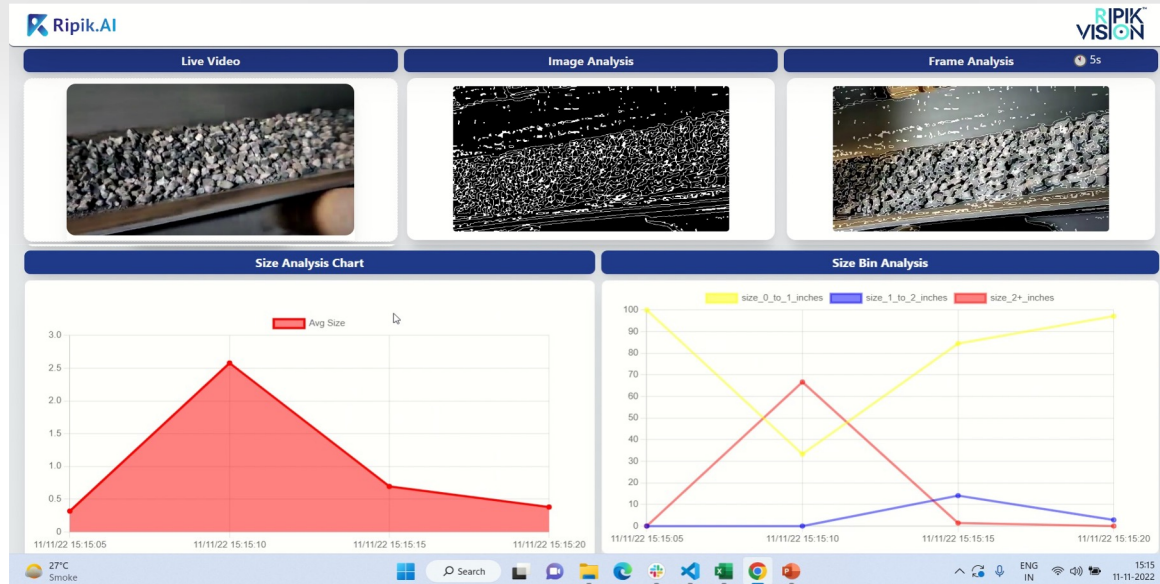 Ripik.AI
RIPIK™
VISION
Live Video
Image Analysis
Frame Analysis 5s
Size Analysis Chart
Size Bin Analysis
Avg Size
3.0
2.5
2.0
1.5
1.0
0.5
0
11/11/22 15:15:05 11/11/22 15:15:10 11/11/22 15:15:15 11/11/22 15:15:20
size_0_to_1_inches size_1_to_2_inches size_2+_inches
100
90
80
70
60
50
40
30
20
10
0
11/11/22 15:15:05 11/11/22 15:15:10 11/11/22 15:15:15 11/11/22 15:15:20
27°C
Smoke
Search
ENG
IN
15:15
11-11-2022